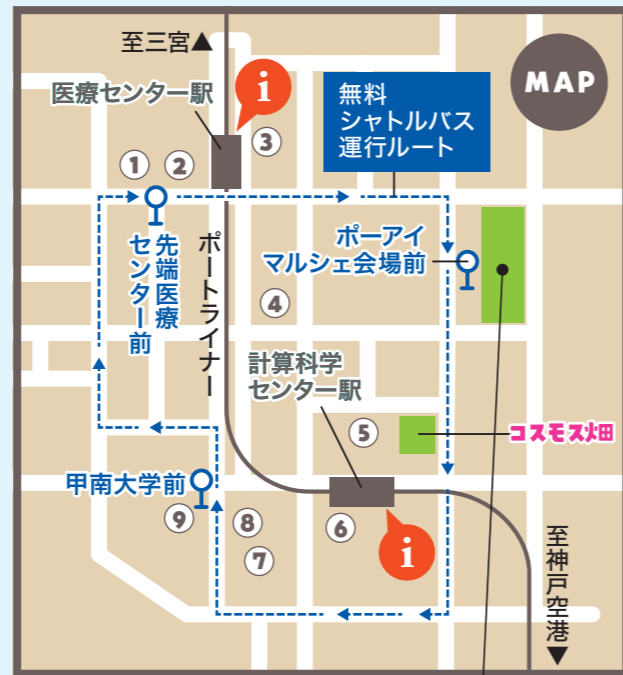 至三宮▲
MAP
医療センター駅
i
無料
シャトルバス
運行ルート
①
②
③
先端医療
センター前
ポートライナー
ポーアイ
マルシェ会場前
④
計算科学
センター駅
⑤
コスモス畑
甲南大学前
⑨
⑧
⑦
⑥
i
至神戸空港▼